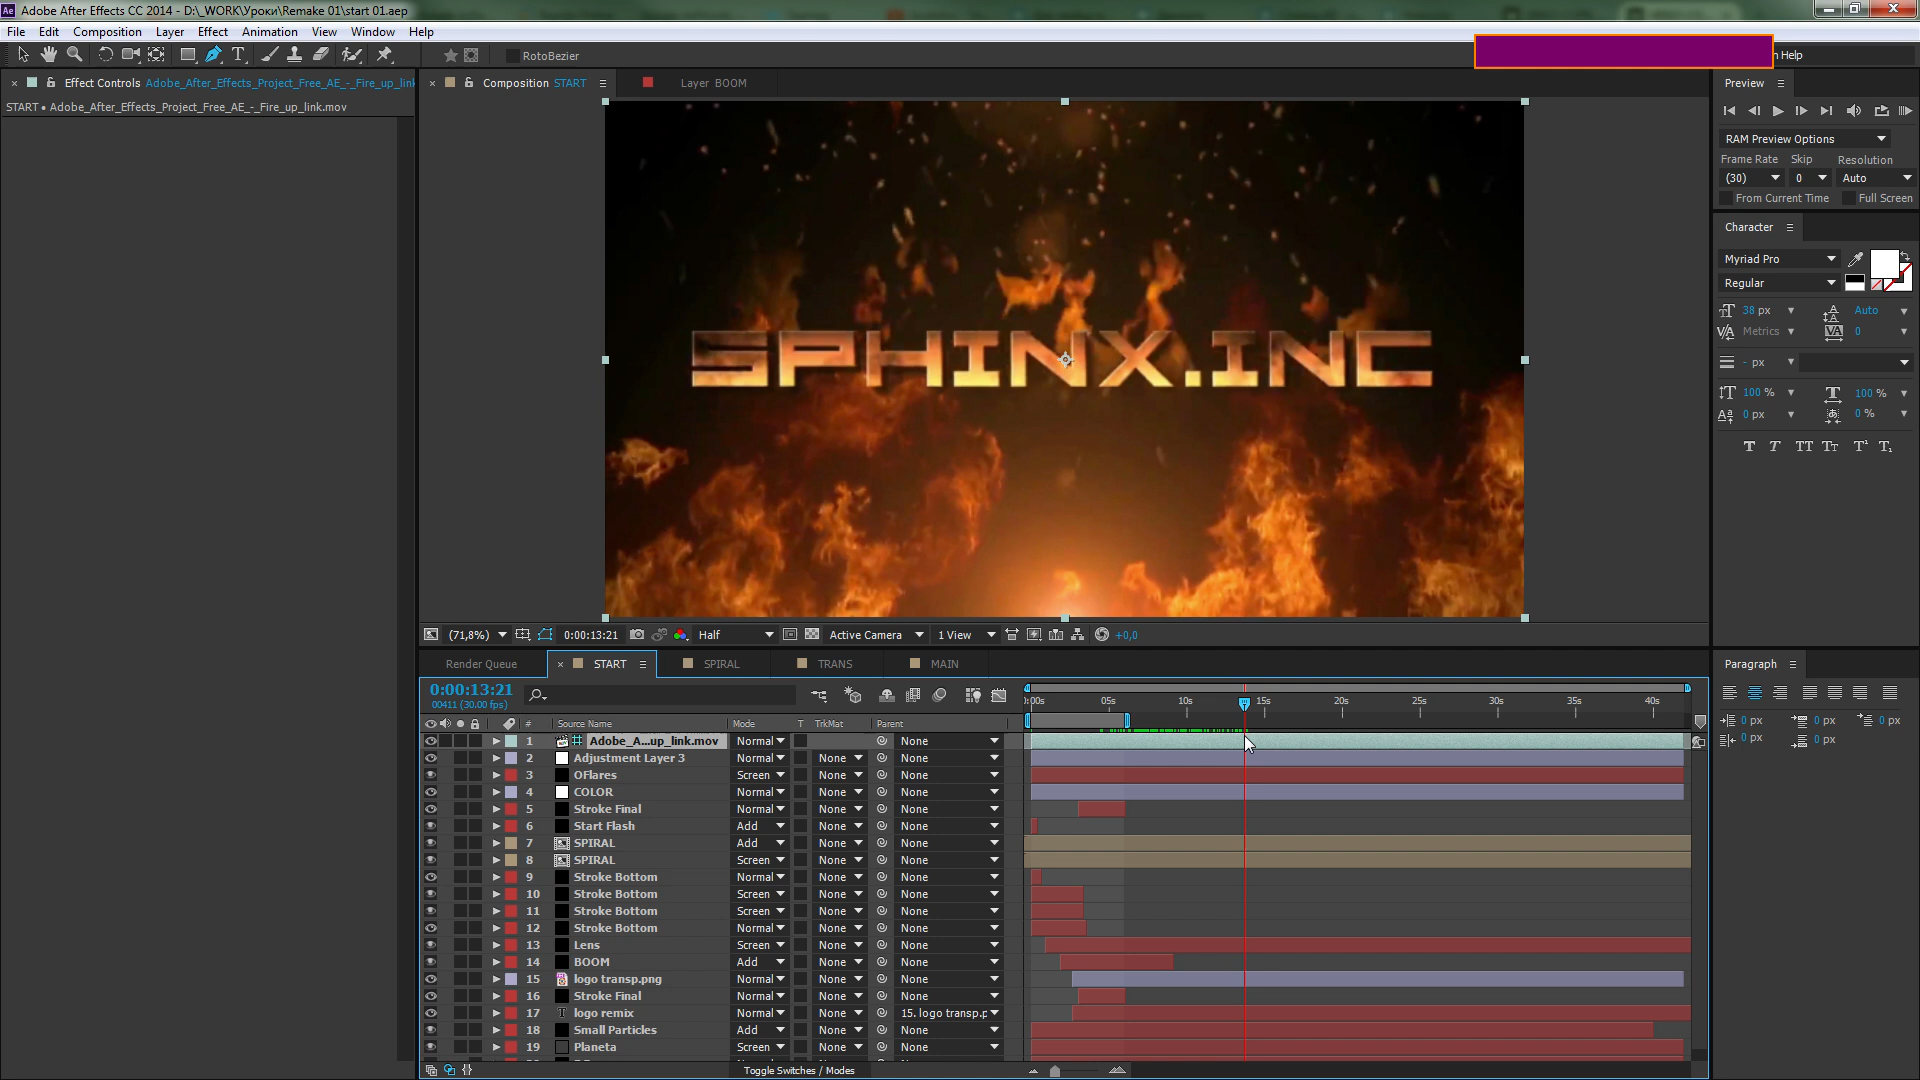 Adobe After Effects CC 2014 - D:\_WORK\Уроки\Remake 01\start 01.aep
File Edit Composition Layer Effect Animation View Window Help
RotoBezier
Help
Effect Controls Adobe_After_Effects_Project_Free_AE_-_Fire_up_link
Composition START
Layer BOOM
START • Adobe_After_Effects_Project_Free_AE_-_Fire_up_link.mov
SPHINX.INC
Preview
RAM Preview Options
Frame Rate Skip Resolution
(30) 0 Auto
From Current Time Full Screen
Character
Myriad Pro
Regular
38 px Auto
Metrics 0
- px
100 % 100 %
0 px 0 %
T T TT Tt T¹ T₁
(71,8%) 0:00:13:21 Half Active Camera 1 View +0,0
Render Queue START SPIRAL TRANS MAIN
Paragraph
0 px 0 px 0 px
0 px 0 px
0:00:13:21
00411 (30.00 fps)
):00s 05s 10s 15s 20s 25s 30s 35s 40s
# Source Name Mode T TrkMat Parent
1 Adobe_A...up_link.mov Normal None
2 Adjustment Layer 3 Normal None None
3 OFlares Screen None None
4 COLOR Normal None None
5 Stroke Final Normal None None
6 Start Flash Add None None
7 SPIRAL Add None None
8 SPIRAL Screen None None
9 Stroke Bottom Normal None None
10 Stroke Bottom Screen None None
11 Stroke Bottom Screen None None
12 Stroke Bottom Normal None None
13 Lens Screen None None
14 BOOM Add None None
15 logo transp.png Normal None None
16 Stroke Final Normal None None
17 logo remix Normal None 15. logo transp.p
18 Small Particles Add None None
19 Planeta Screen None None
Toggle Switches / Modes